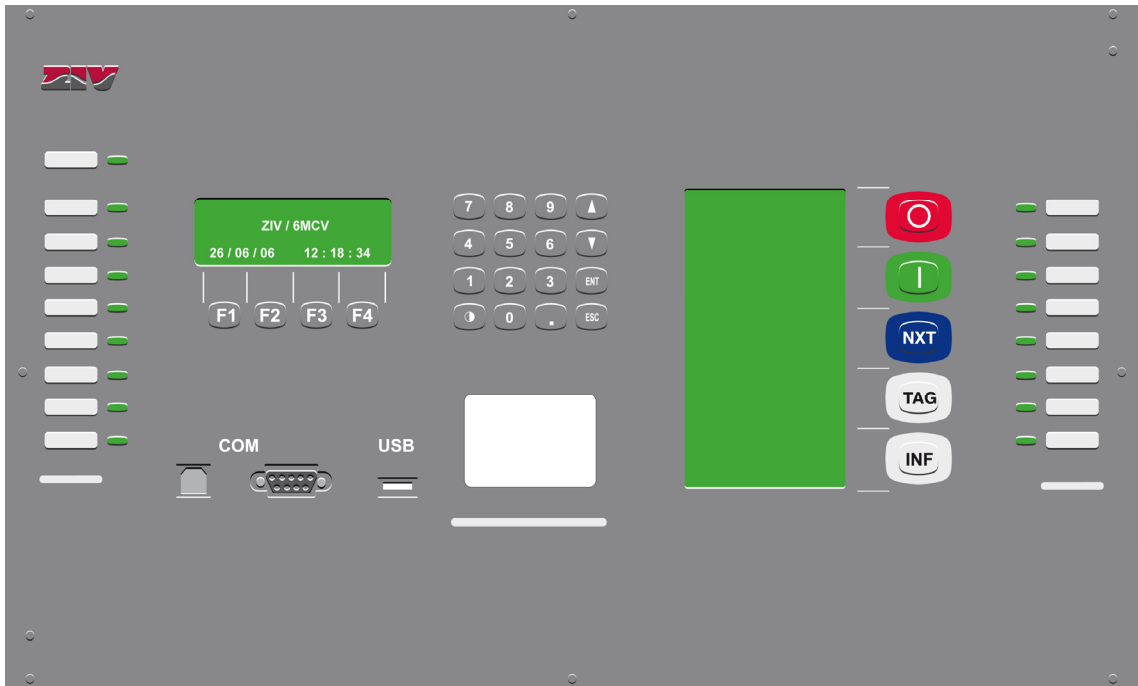 ZIV
ZIV / 6MCV
26 / 06 / 06 12 : 18 : 34
F1 F2 F3 F4
7 8 9
4 5 6
1 2 3 ENT
0 . ESC
NXT
TAG
INF
COM USB